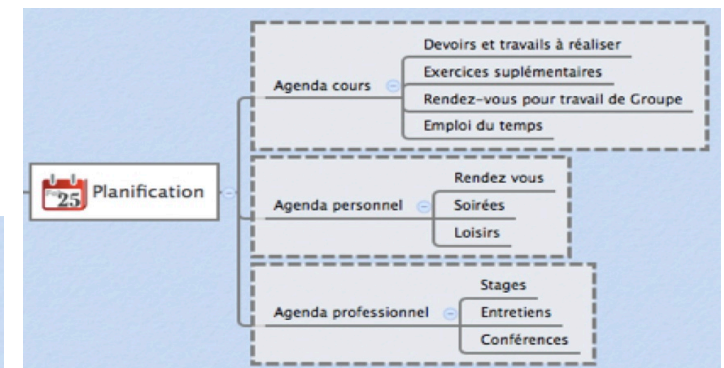 Devoirs et travails à réaliser
Agenda cours
Exercices suplémentaires
Rendez-vous pour travail de Groupe
Emploi du temps
25
Planification
Rendez vous
Agenda personnel
Soirées
Loisirs
Stages
Agenda professionnel
Entretiens
Conférences